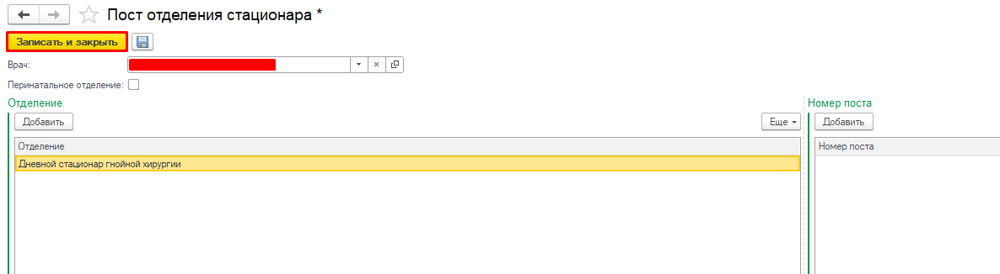 Пост отделения стационара *
Записать и закрыть
Врач:
Перинатальное отделение:
Отделение
Номер поста
Добавить
Еще
Добавить
Отделение
Номер поста
Дневной стационар гнойной хирургии